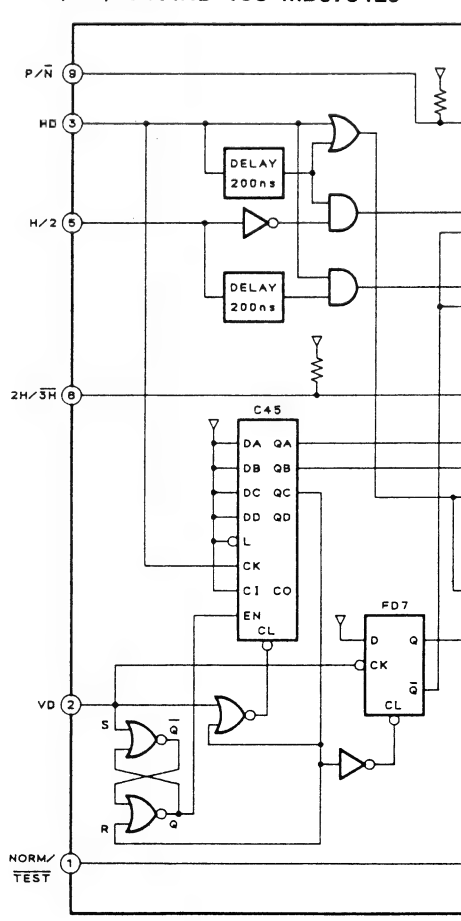 P/N̅ 9
HD 3
DELAY
200ns
H/2 5
DELAY
200ns
2H/3̅H̅ 8
C45
DA QA
DB QB
DC QC
DD QD
L
CK
CI CO
EN
CL
FD7
D Q
CK
Q̅
CL
VD 2
S
Q̅
Q
R
NORM/
T̅E̅S̅T̅ 1